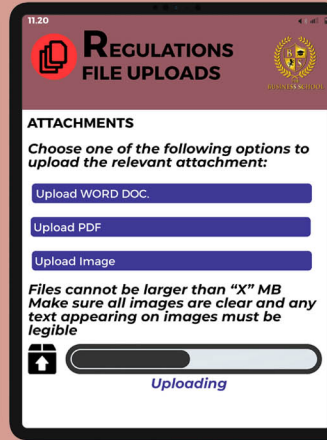 11.20
REGULATIONS
FILE UPLOADS
B S
BUSINESS SCHOOL
ATTACHMENTS
Choose one of the following options to
upload the relevant attachment:
Upload WORD DOC.
Upload PDF
Upload Image
Files cannot be larger than “X” MB
Make sure all images are clear and any
text appearing on images must be
legible
Uploading